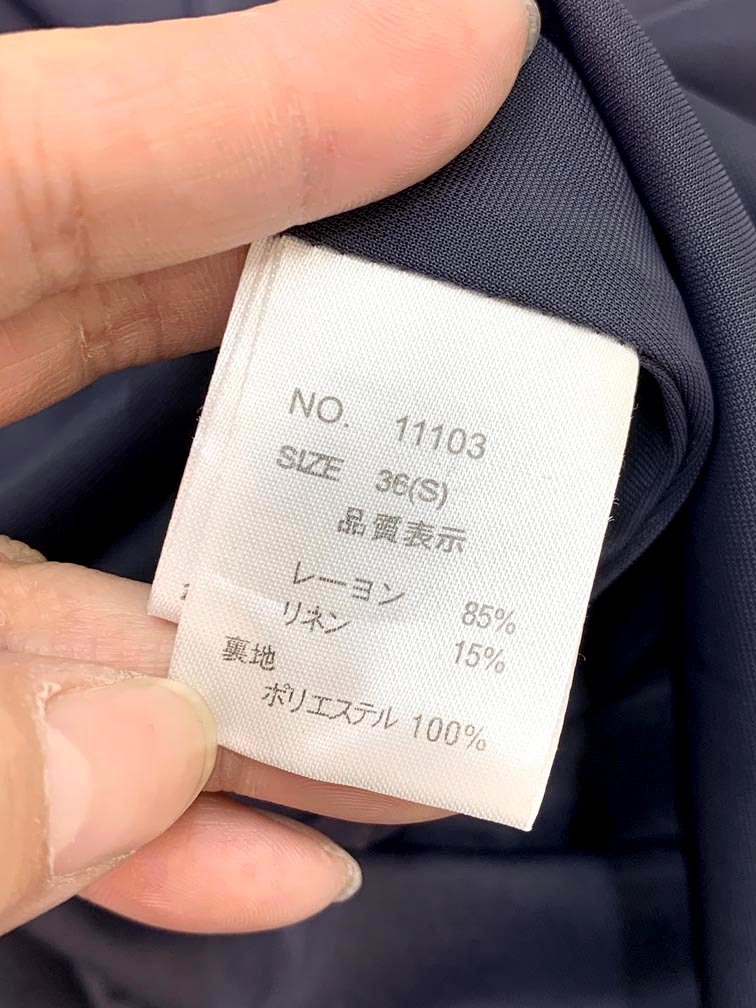 NO. 11103
SIZE 36(S)
品質表示
レーヨン 85%
リネン 15%
裏地
ポリエステル 100%